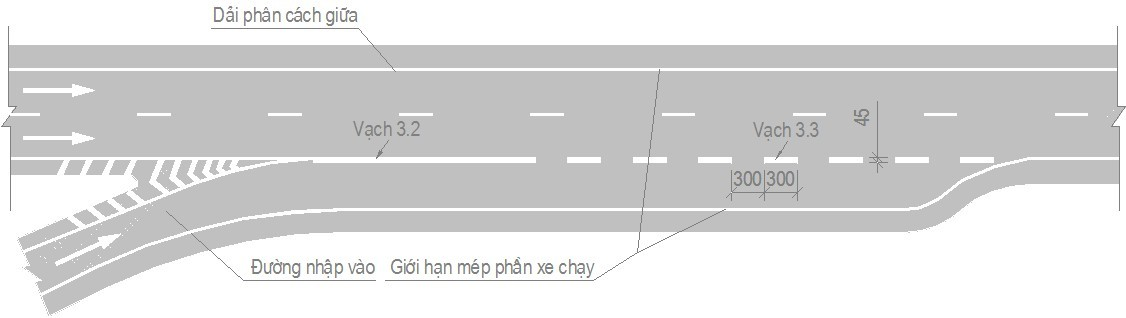 Dải phân cách giữa
Vạch 3.2
Vạch 3.3
45
300 300
Đường nhập vào
Giới hạn mép phần xe chạy